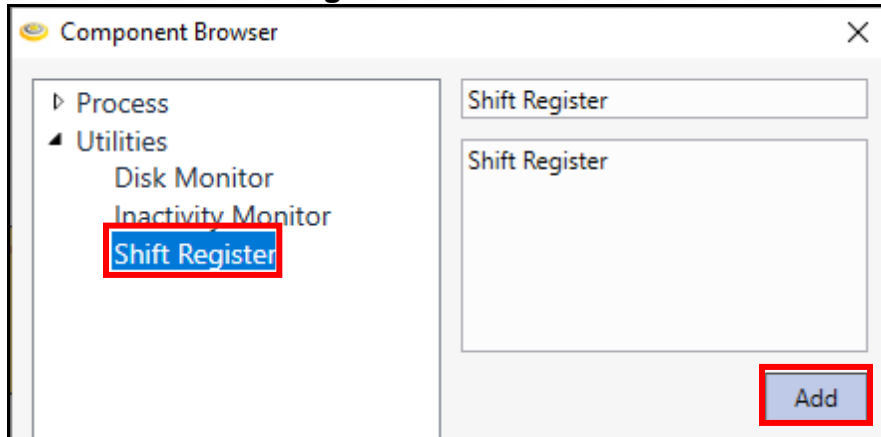 Component Browser
Process
Utilities
Disk Monitor
Inactivity Monitor
Shift Register
Shift Register
Shift Register
Add